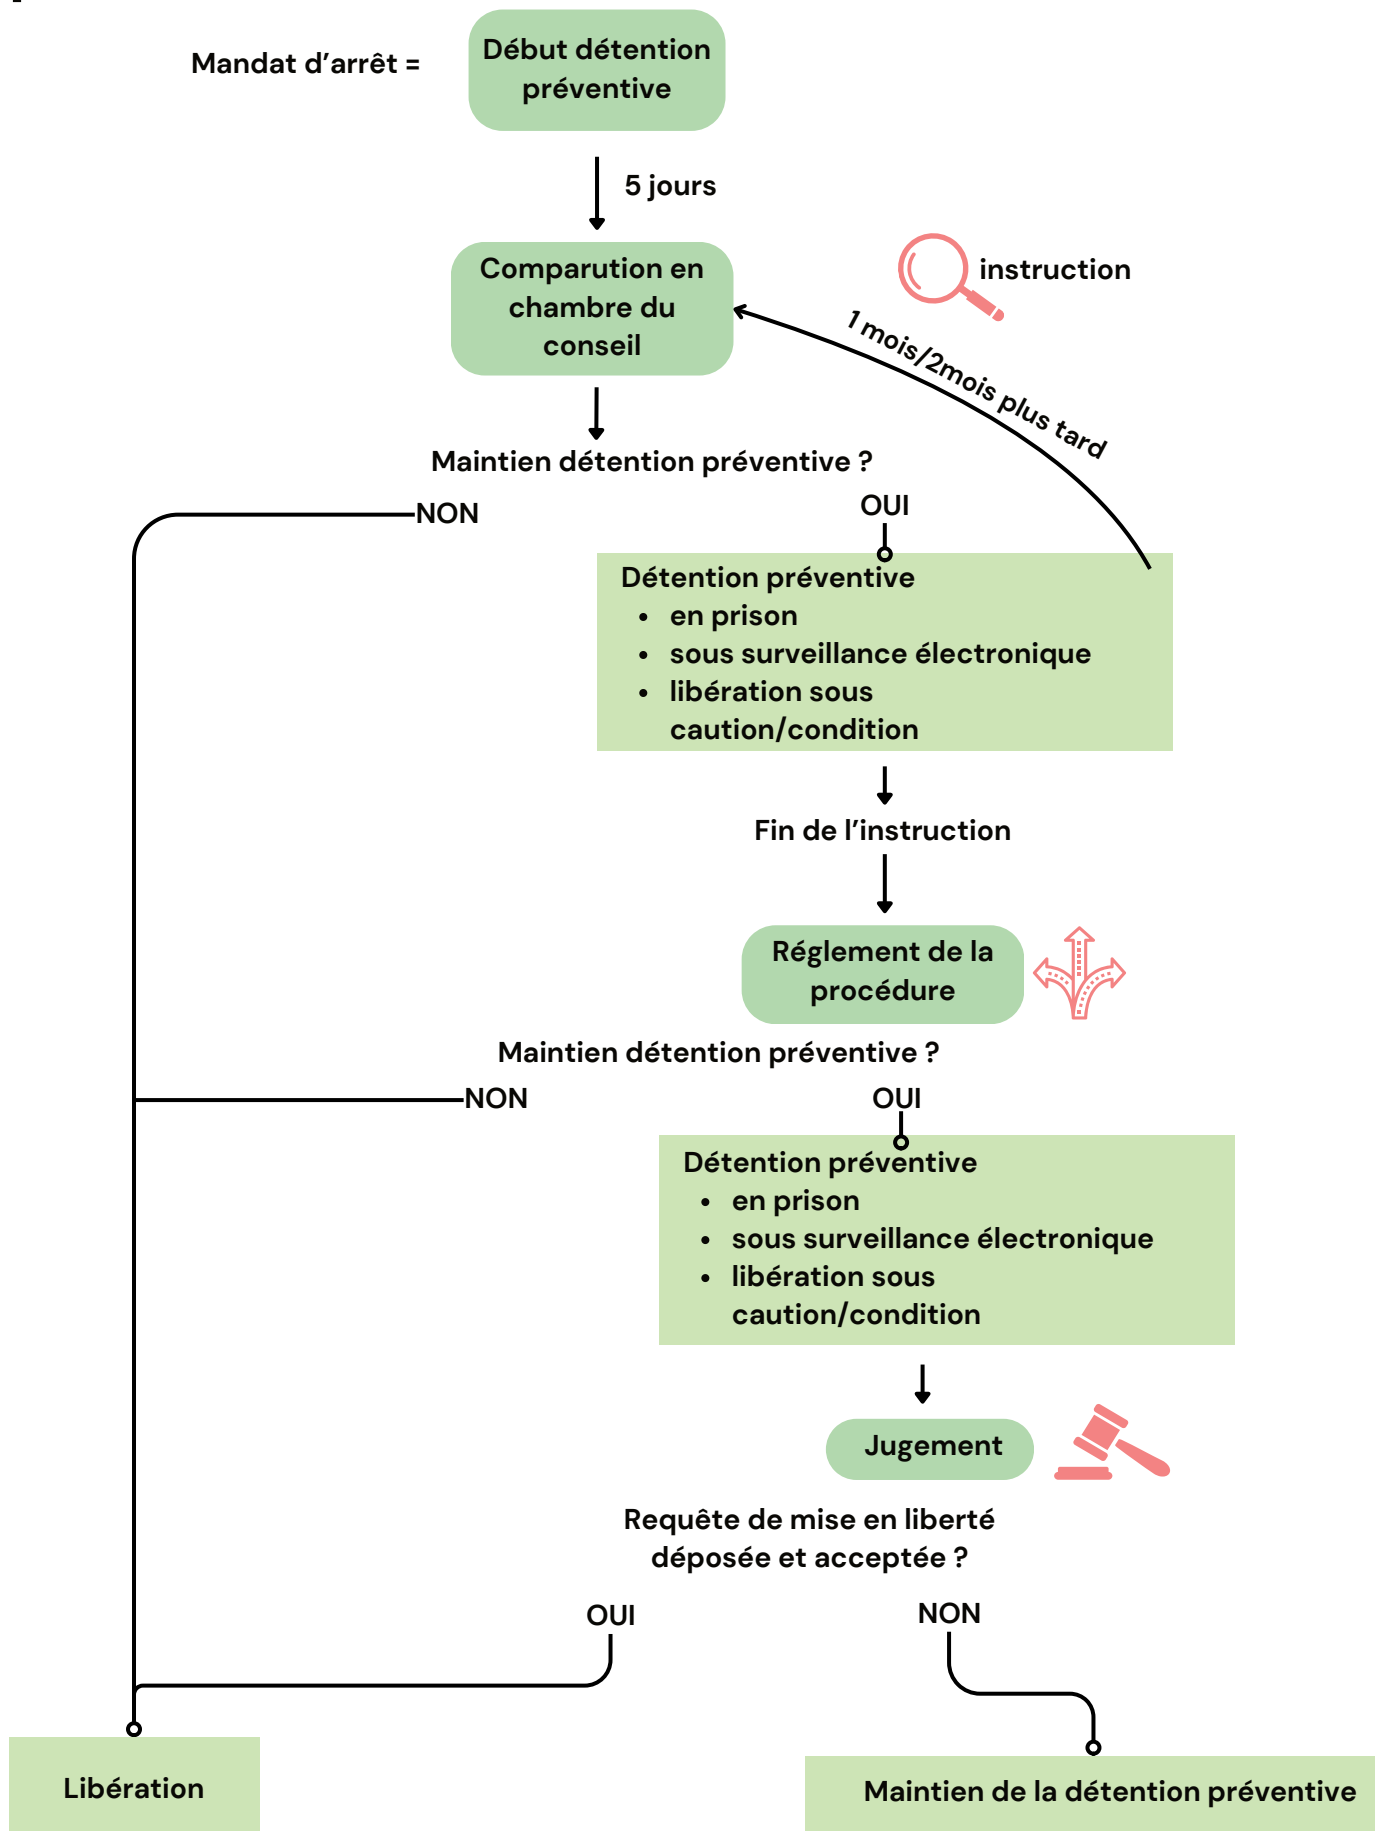 Mandat d’arrêt =
Début détention
préventive
5 jours
Comparution en
chambre du
conseil
instruction
1 mois/2mois plus tard
Maintien détention préventive ?
NON
OUI
Détention préventive
• en prison
• sous surveillance électronique
• libération sous
caution/condition
Fin de l’instruction
Réglement de la
procédure
Maintien détention préventive ?
NON
OUI
Détention préventive
• en prison
• sous surveillance électronique
• libération sous
caution/condition
Jugement
Requête de mise en liberté
déposée et acceptée ?
OUI
NON
Libération
Maintien de la détention préventive